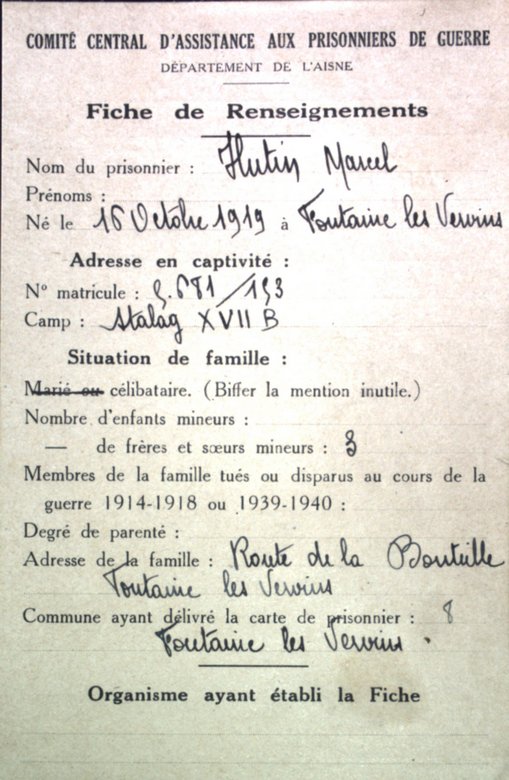 COMITÉ CENTRAL D'ASSISTANCE AUX PRISONNIERS DE GUERRE
DÉPARTEMENT DE L'AISNE
Fiche de Renseignements
Nom du prisonnier : Hutin Marcel
Prénoms :
Né le 16 Octobre 1919 à Fontaine les Vervins
Adresse en captivité :
N° matricule :
Camp : Stalag XVII B
Situation de famille :
Marié ou célibataire. (Biffer la mention inutile.)
Nombre d'enfants mineurs :
— de frères et sœurs mineurs : 3
Membres de la famille tués ou disparus au cours de la
guerre 1914-1918 ou 1939-1940 :
Degré de parenté :
Adresse de la famille : Route de la Bouteille
Fontaine les Vervins
Commune ayant délivré la carte de prisonnier :
Fontaine les Vervins.
Organisme ayant établi la Fiche